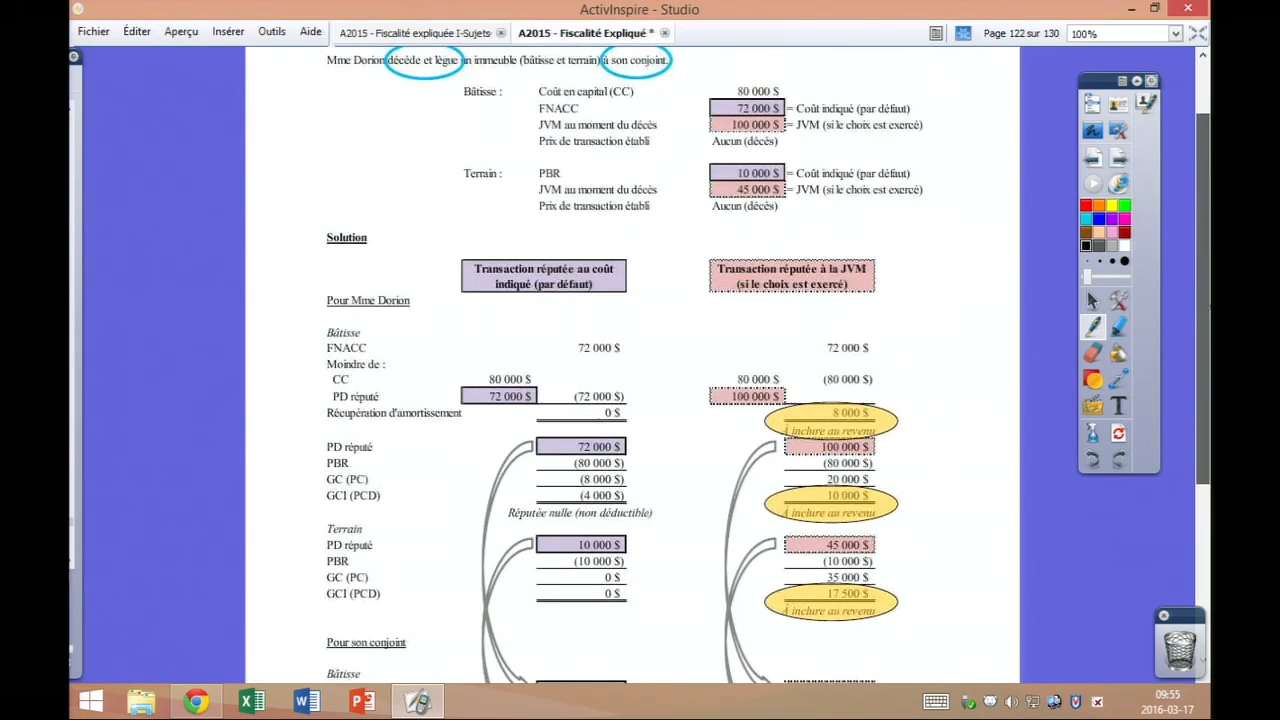 ActivInspire - Studio
Fichier Éditer Aperçu Insérer Outils Aide A2015 - Fiscalité expliquée I-Sujets A2015 - Fiscalité Expliqué * Page 122 sur 130 100%
Mme Dorion décède et lègue un immeuble (bâtisse et terrain) à son conjoint.
Bâtisse : Coût en capital (CC) 80 000 $
FNACC 72 000 $ = Coût indiqué (par défaut)
JVM au moment du décès 100 000 $ = JVM (si le choix est exercé)
Prix de transaction établi Aucun (décès)
Terrain : PBR 10 000 $ = Coût indiqué (par défaut)
JVM au moment du décès 45 000 $ = JVM (si le choix est exercé)
Prix de transaction établi Aucun (décès)
Solution
Transaction réputée au coût Transaction réputée à la JVM
indiqué (par défaut) (si le choix est exercé)
Pour Mme Dorion
Bâtisse
FNACC 72 000 $ 72 000 $
Moindre de :
CC 80 000 $ 80 000 $ (80 000 $)
PD réputé 72 000 $ (72 000 $) 100 000 $
Récupération d'amortissement 0 $ 8 000 $
À inclure au revenu
PD réputé 72 000 $ 100 000 $
PBR (80 000 $) (80 000 $)
GC (PC) (8 000 $) 20 000 $
GCI (PCD) (4 000 $) 10 000 $
Réputée nulle (non déductible) À inclure au revenu
Terrain
PD réputé 10 000 $ 45 000 $
PBR (10 000 $) (10 000 $)
GC (PC) 0 $ 35 000 $
GCI (PCD) 0 $ 17 500 $
À inclure au revenu
Pour son conjoint
Bâtisse
09:55
2016-03-17